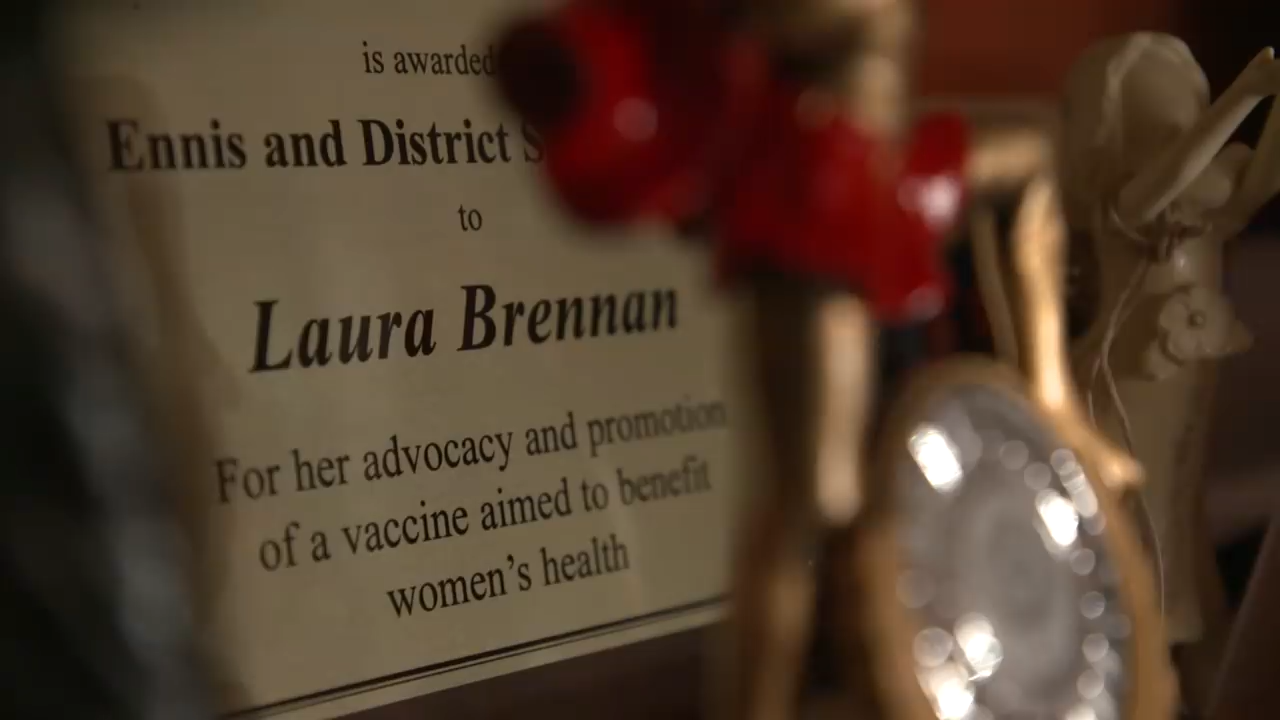 is awarded
Ennis and District
to
Laura Brennan
For her advocacy and promotion
of a vaccine aimed to benefit
women's health